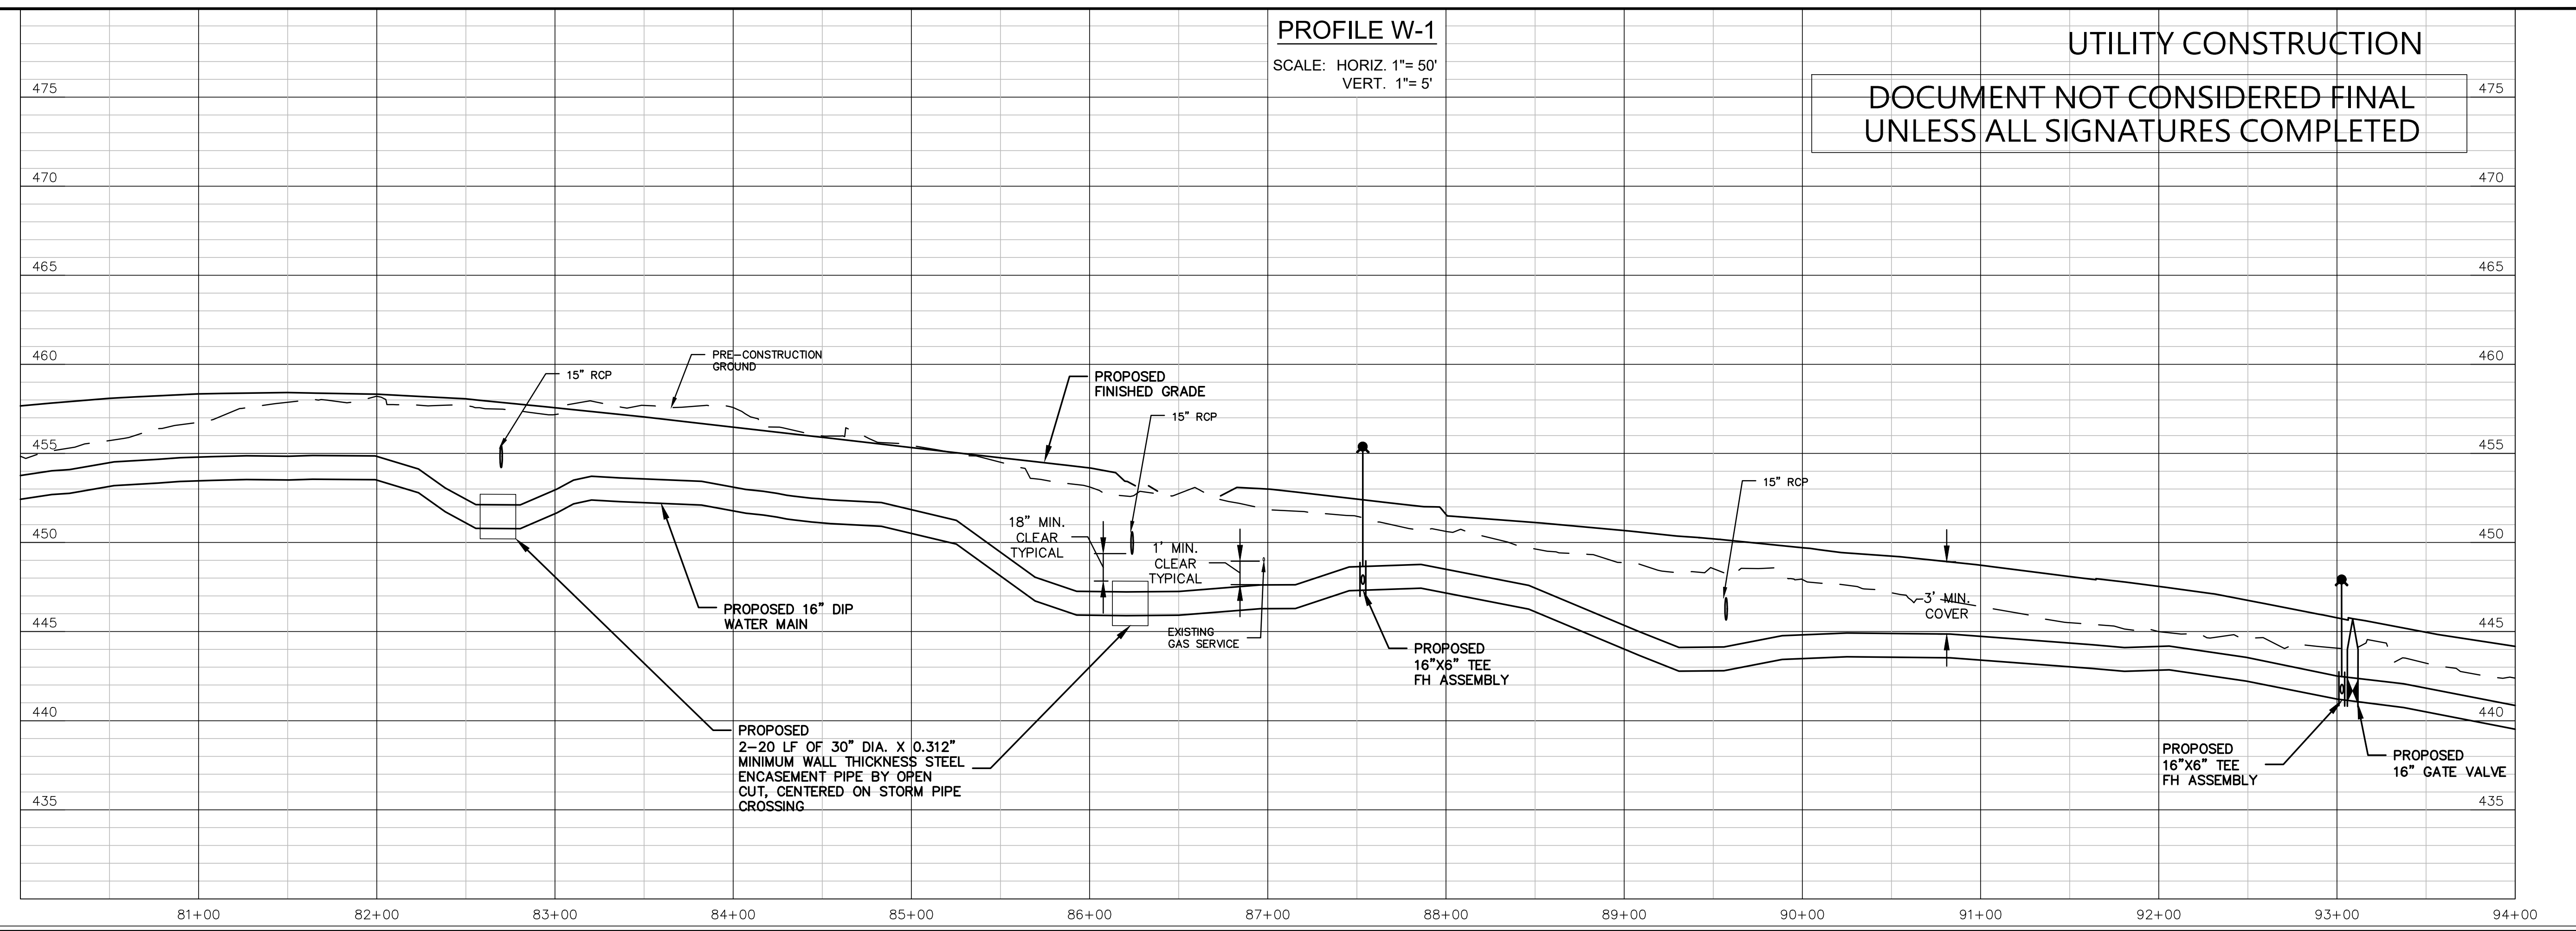 PROFILE W-1
SCALE: HORIZ. 1"= 50'
VERT. 1"= 5'
UTILITY CONSTRUCTION
DOCUMENT NOT CONSIDERED FINAL
UNLESS ALL SIGNATURES COMPLETED
475
475
470
470
465
465
460
460
455
455
450
450
445
445
440
440
435
435
PRE-CONSTRUCTION
GROUND
15" RCP
PROPOSED
FINISHED GRADE
15" RCP
15" RCP
18" MIN.
CLEAR
TYPICAL
1' MIN.
CLEAR
TYPICAL
3' MIN.
COVER
PROPOSED 16" DIP
WATER MAIN
EXISTING
GAS SERVICE
PROPOSED
16"X6" TEE
FH ASSEMBLY
PROPOSED
2-20 LF OF 30" DIA. X 0.312"
MINIMUM WALL THICKNESS STEEL
ENCASEMENT PIPE BY OPEN
CUT, CENTERED ON STORM PIPE
CROSSING
PROPOSED
16"X6" TEE
FH ASSEMBLY
PROPOSED
16" GATE VALVE
81+00
82+00
83+00
84+00
85+00
86+00
87+00
88+00
89+00
90+00
91+00
92+00
93+00
94+00